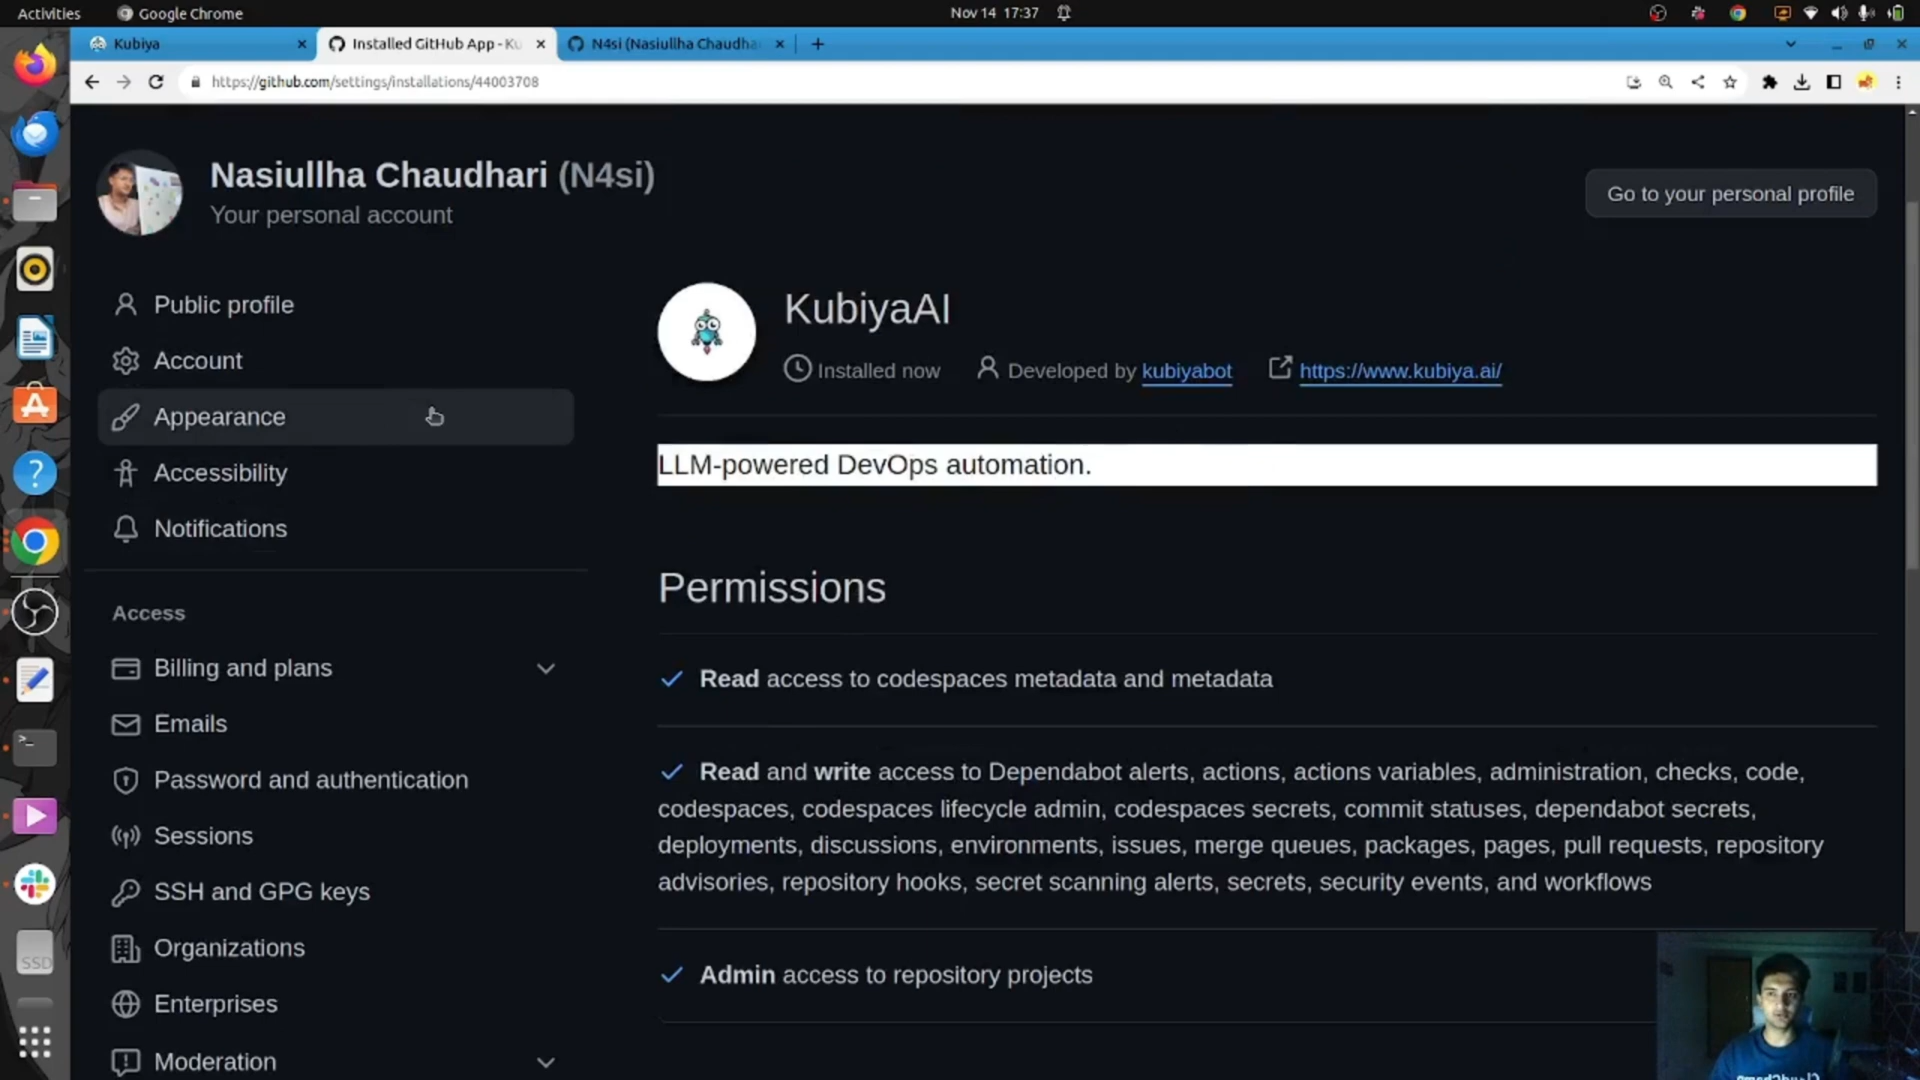 Activities
Google Chrome
Nov 14 17:37
Kubiya
Installed GitHub App - Ku
N4si (Nasiullha Chaudha
https://github.com/settings/installations/44003708
Nasiullha Chaudhari (N4si)
Your personal account
Go to your personal profile
Public profile
Account
Appearance
Accessibility
Notifications
Access
Billing and plans
Emails
Password and authentication
Sessions
SSH and GPG keys
Organizations
Enterprises
Moderation
KubiyaAI
Installed now
Developed by kubiyabot
https://www.kubiya.ai/
LLM-powered DevOps automation.
Permissions
Read access to codespaces metadata and metadata
Read and write access to Dependabot alerts, actions, actions variables, administration, checks, code,
codespaces, codespaces lifecycle admin, codespaces secrets, commit statuses, dependabot secrets,
deployments, discussions, environments, issues, merge queues, packages, pages, pull requests, repository
advisories, repository hooks, secret scanning alerts, secrets, security events, and workflows
Admin access to repository projects
SSD